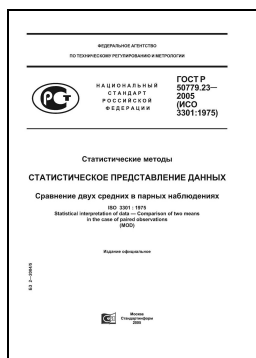 ФЕДЕРАЛЬНОЕ АГЕНТСТВО
ПО ТЕХНИЧЕСКОМУ РЕГУЛИРОВАНИЮ И МЕТРОЛОГИИ
НАЦИОНАЛЬНЫЙ
СТАНДАРТ
РОССИЙСКОЙ
ФЕДЕРАЦИИ
ГОСТ Р
50779.23—
2005
(ИСО
3301:1975)
Статистические методы
СТАТИСТИЧЕСКОЕ ПРЕДСТАВЛЕНИЕ ДАННЫХ
Сравнение двух средних в парных наблюдениях
ISO 3301 : 1975
Statistical interpretation of data — Comparison of two means
in the case of paired observations
(MOD)
Издание официальное
Москва
Стандартинформ
2005